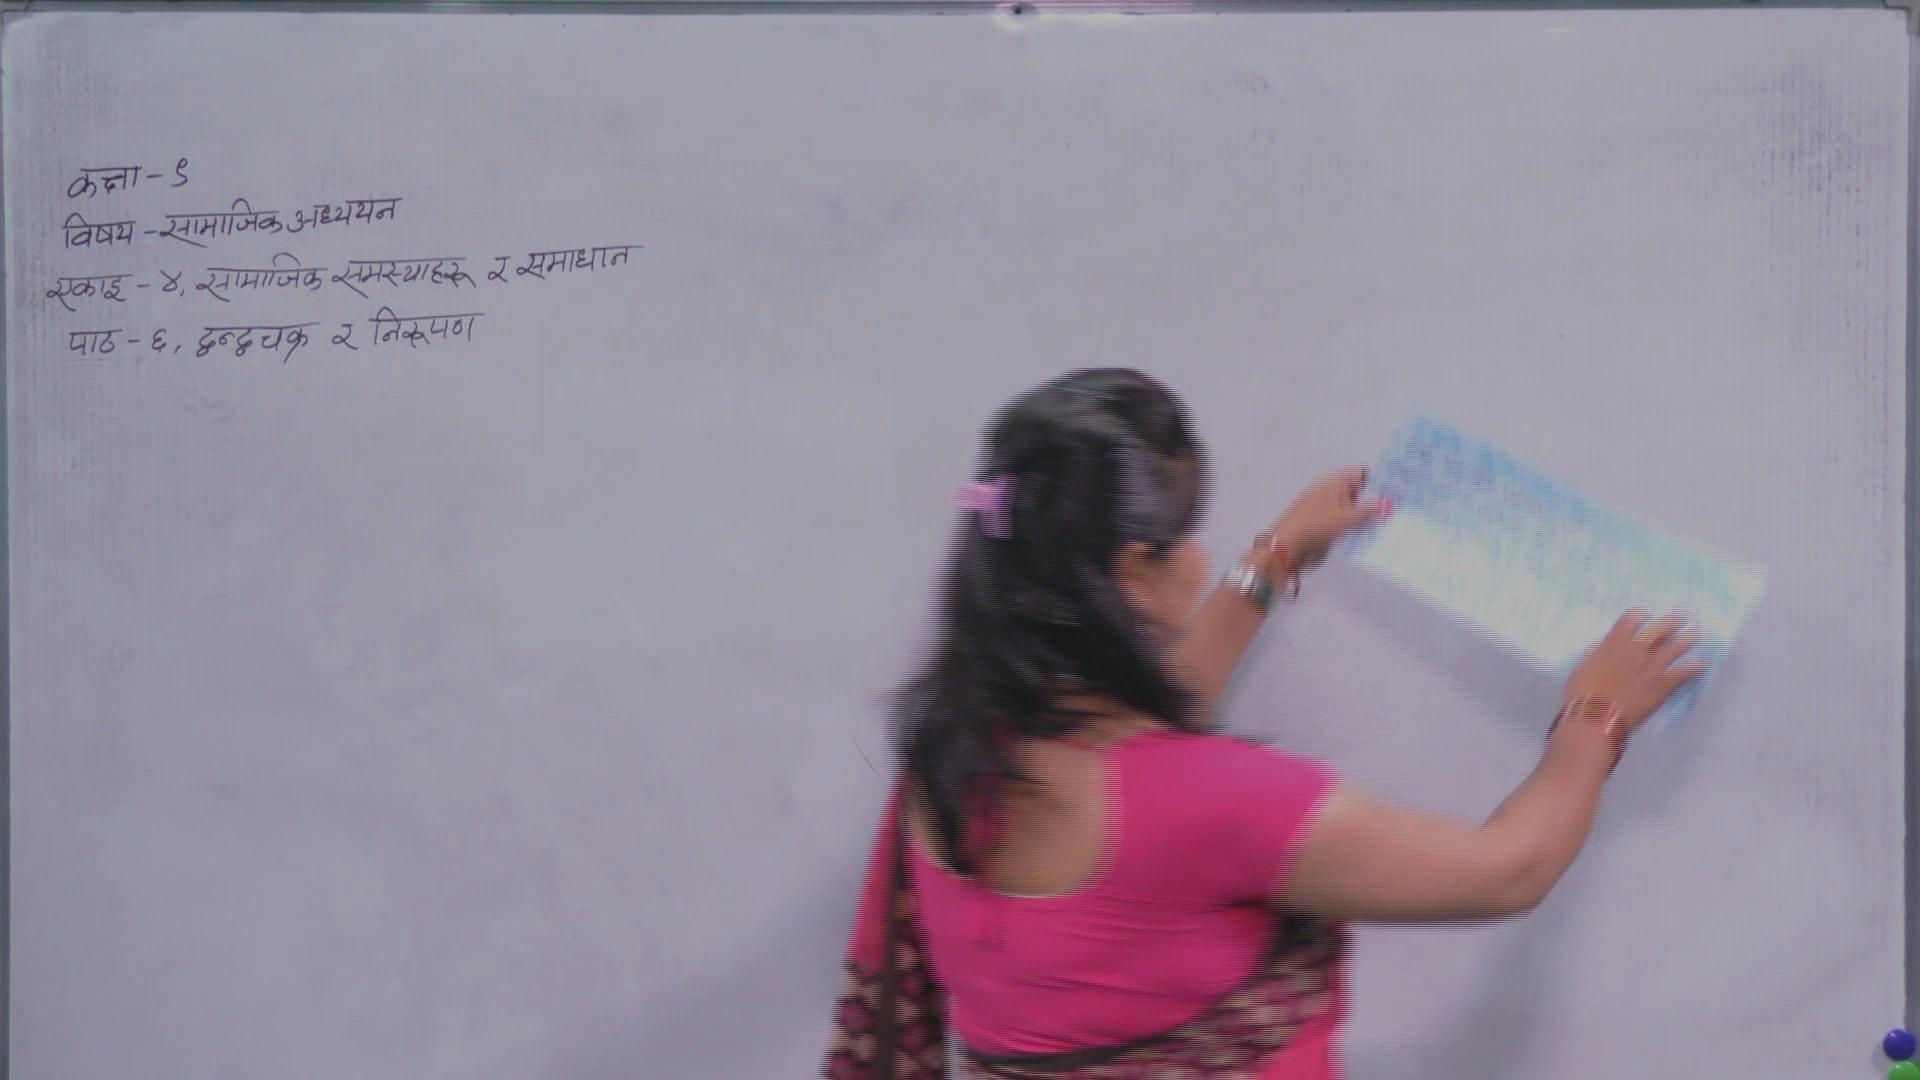 कक्षा - ९
विषय - सामाजिक अध्ययन
एकाइ - ४, सामाजिक समस्याहरू र समाधान
पाठ - ६, द्वन्द्वचक्र र निरूपण